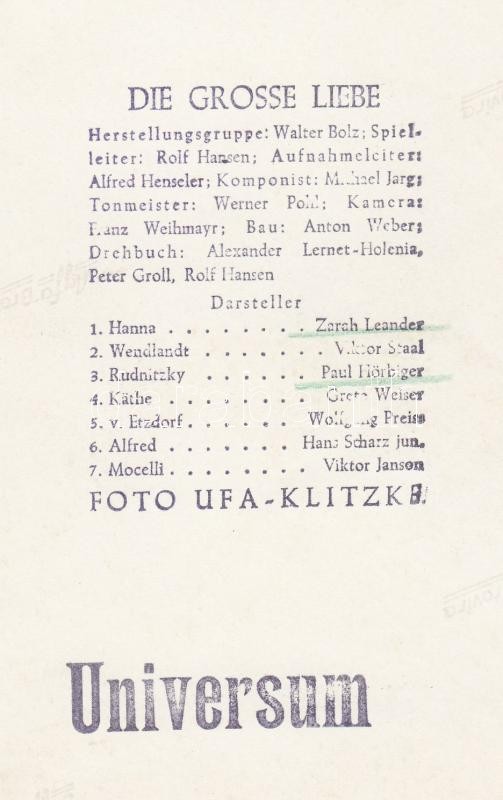 DIE GROSSE LIEBE
Herstellungsgruppe: Walter Bolz; Spiel-
leiter: Rolf Hansen; Aufnahmeleiter:
Alfred Henseler; Komponist: Michael Jary;
Tonmeister: Werner Pohl; Kamera:
Franz Weihmayr; Bau: Anton Weber;
Drehbuch: Alexander Lernet-Holenia,
Peter Groll, Rolf Hansen
Darsteller
1. Hanna . . . . . . . . Zarah Leander
2. Wendlandt . . . . . . . Viktor Staal
3. Rudnitzky . . . . . . Paul Hörbiger
4. Käthe . . . . . . . . Grete Weiser
5. v. Etzdorf . . . . . . Wolfgang Preiss
6. Alfred . . . . . . Hans Scharz jun.
7. Mocelli . . . . . . . . Viktor Janson
FOTO UFA-KLITZKE
Universum